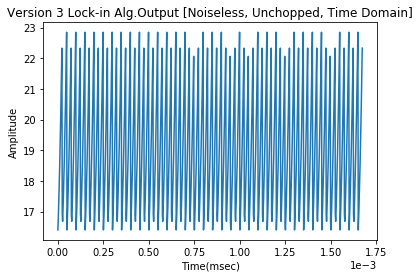 Version 3 Lock-in Alg.Output [Noiseless, Unchopped, Time Domain]
23
22
21
20
19
18
17
Amplitude
0.00 0.25 0.50 0.75 1.00 1.25 1.50 1.75
1e−3
Time(msec)